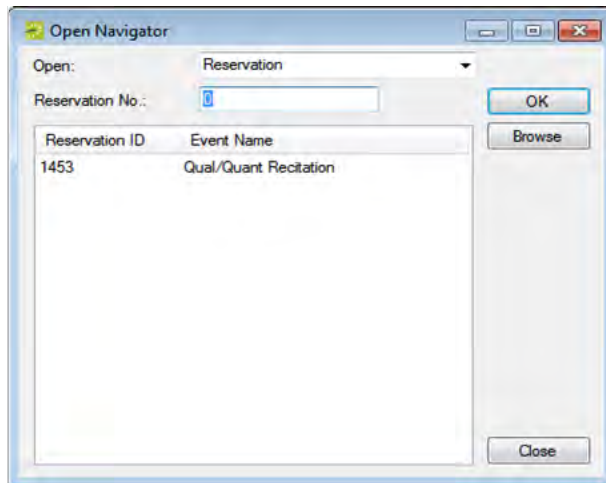 Open Navigator
Open: Reservation
Reservation No.: 0
OK
Reservation ID Event Name
Browse
1453 Qual/Quant Recitation
Close